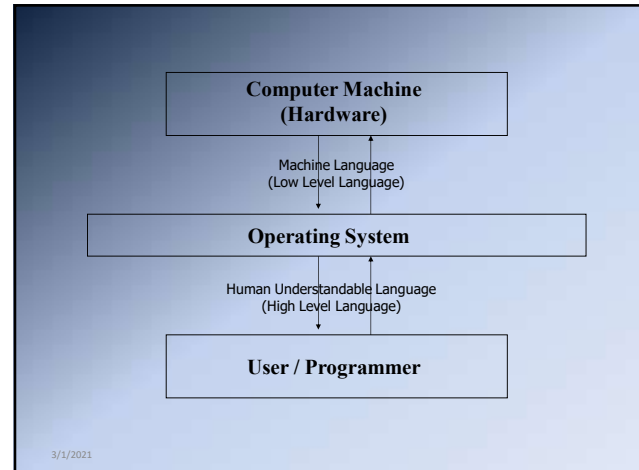 Computer Machine
(Hardware)
Machine Language
(Low Level Language)
Operating System
Human Understandable Language
(High Level Language)
User / Programmer
3/1/2021